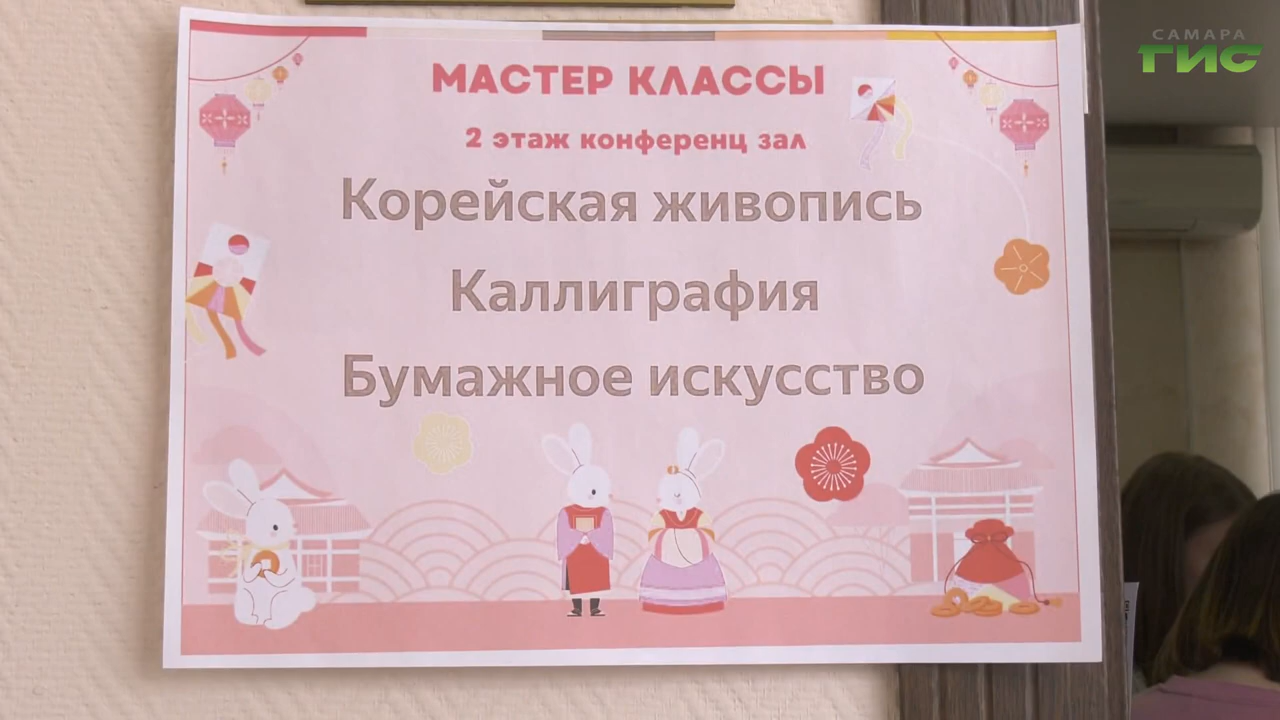 САМАРА
ГИС
МАСТЕР КЛАССЫ
2 этаж конференц зал
Корейская живопись
Каллиграфия
Бумажное искусство